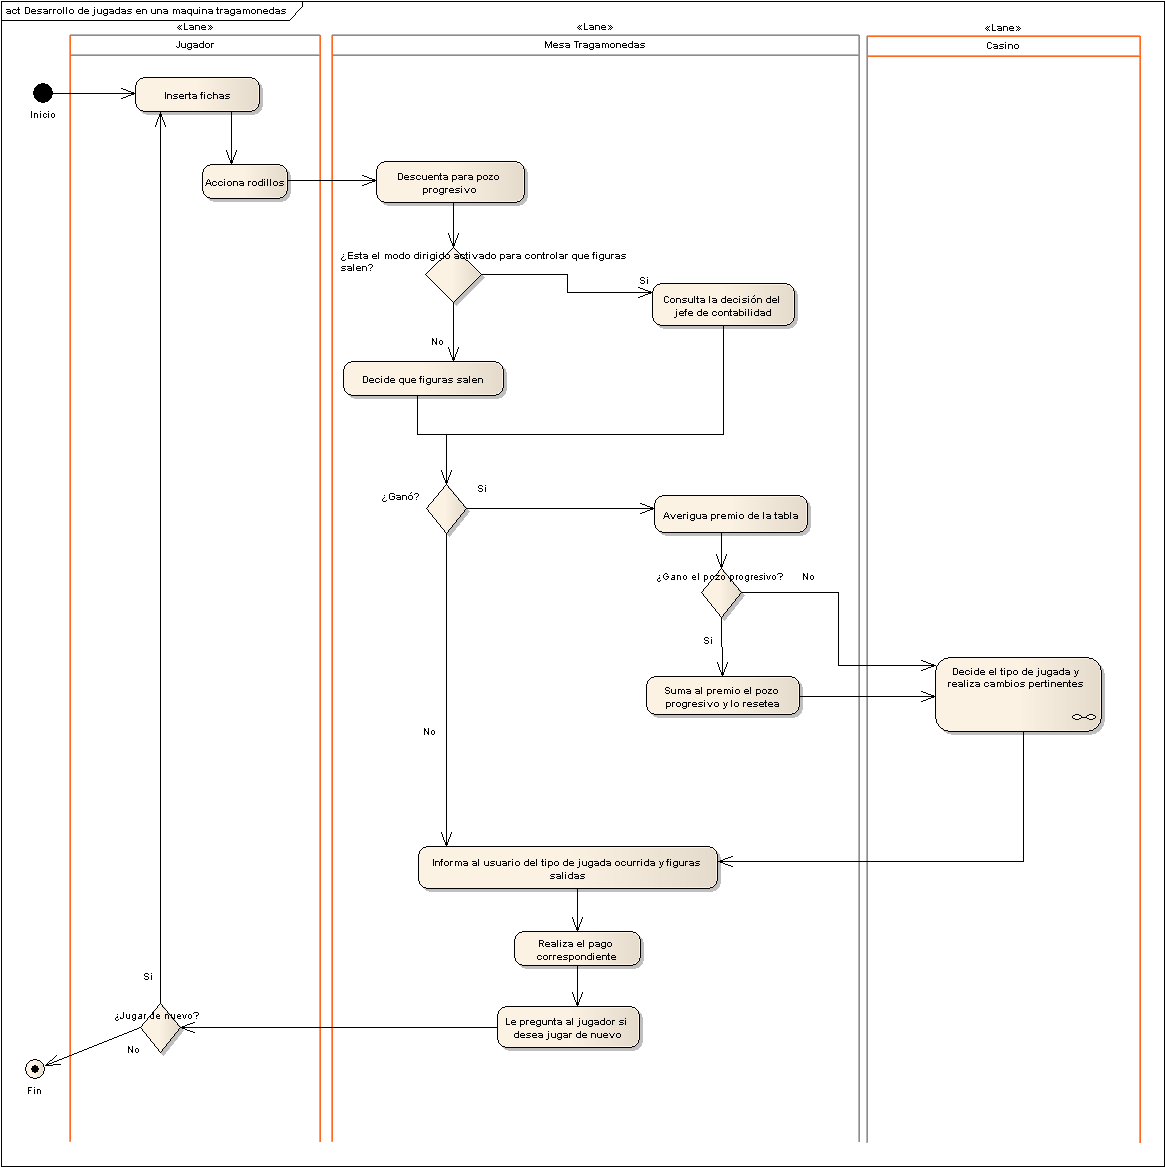 act Desarrollo de jugadas en una maquina tragamonedas
«Lane»
«Lane»
«Lane»
Jugador
Mesa Tragamonedas
Casino
Inicio
Inserta fichas
Acciona rodillos
Descuenta para pozo
progresivo
¿Esta el modo dirigido activado para controlar que figuras
salen?
Si
Consulta la decisión del
jefe de contabilidad
No
Decide que figuras salen
¿Ganó?
Si
Averigua premio de la tabla
¿Gano el pozo progresivo?
No
Si
Suma al premio el pozo
progresivo y lo resetea
Decide el tipo de jugada y
realiza cambios pertinentes
No
Informa al usuario del tipo de jugada ocurrida y figuras
salidas
Realiza el pago
correspondiente
Le pregunta al jugador si
desea jugar de nuevo
Si
¿Jugar de nuevo?
No
Fin